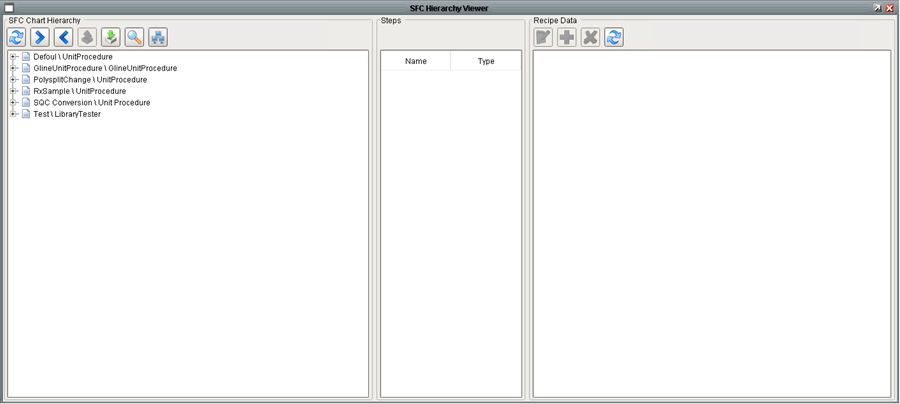 SFC Hierarchy Viewer
SFC Chart Hierarchy
Steps
Recipe Data
Name Type
Defoul \ UnitProcedure
GlineUnitProcedure \ GlineUnitProcedure
PolysplitChange \ UnitProcedure
RxSample \ UnitProcedure
SQC Conversion \ Unit Procedure
Test \ LibraryTester